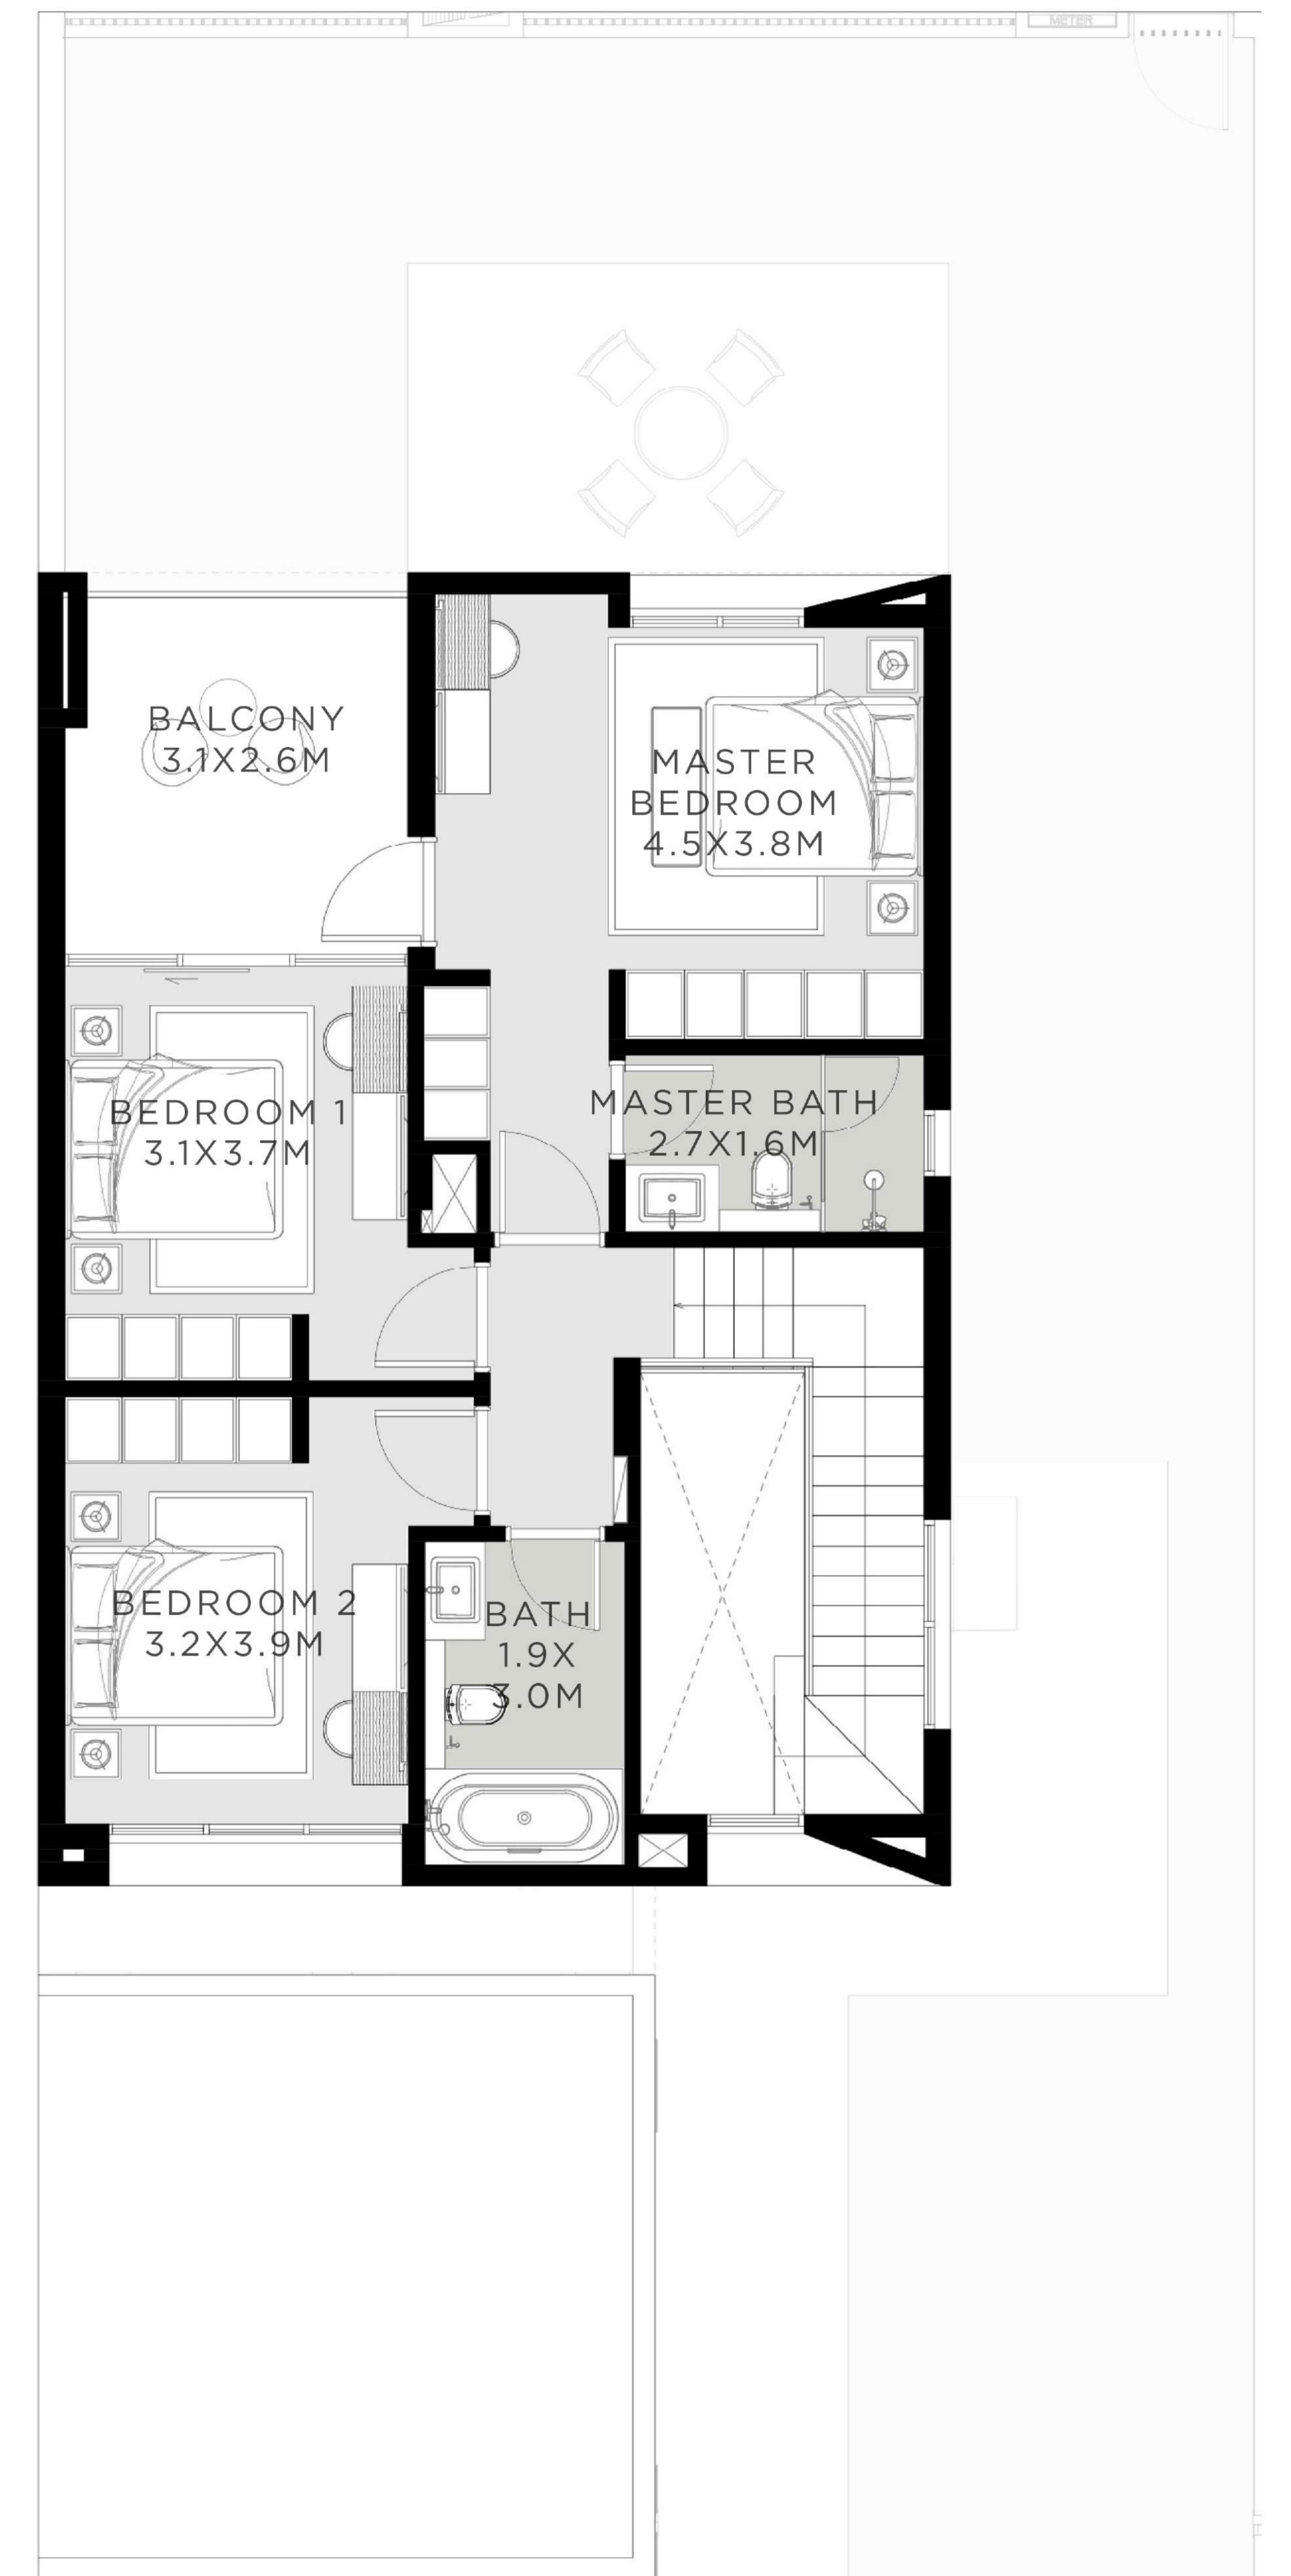 METER
BALCONY
3.1X2.6M
MASTER
BEDROOM
4.5X3.8M
BEDROOM 1
3.1X3.7M
MASTER BATH
2.7X1.6M
BEDROOM 2
3.2X3.9M
BATH
1.9X
3.0M